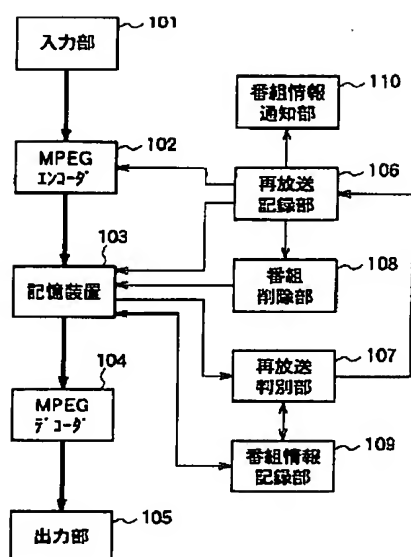 101
入力部
110
番組情報
通知部
102
MPEG
エンコーダ
106
再放送
記録部
103
記憶装置
108
番組
削除部
107
再放送
判別部
104
MPEG
デコーダ
109
番組情報
記録部
105
出力部